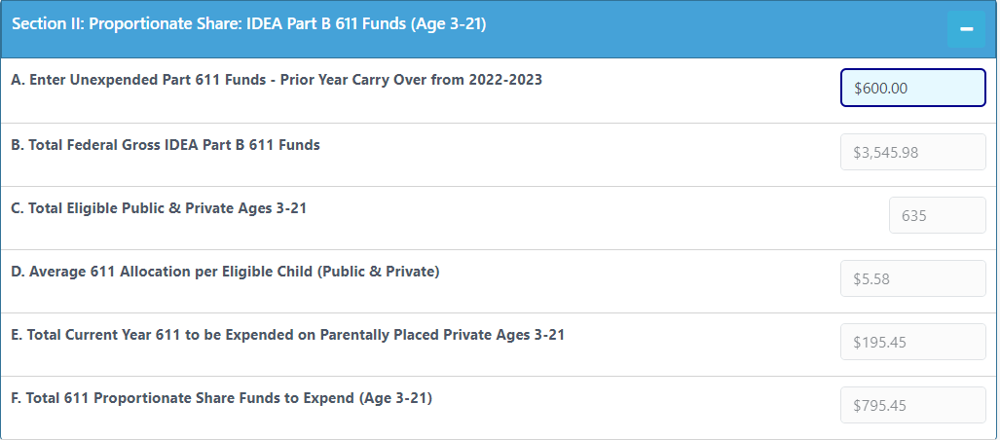 Section II: Proportionate Share: IDEA Part B 611 Funds (Age 3-21)
A. Enter Unexpended Part 611 Funds - Prior Year Carry Over from 2022-2023
$600.00
B. Total Federal Gross IDEA Part B 611 Funds
$3,545.98
C. Total Eligible Public & Private Ages 3-21
635
D. Average 611 Allocation per Eligible Child (Public & Private)
$5.58
E. Total Current Year 611 to be Expended on Parentally Placed Private Ages 3-21
$195.45
F. Total 611 Proportionate Share Funds to Expend (Age 3-21)
$795.45